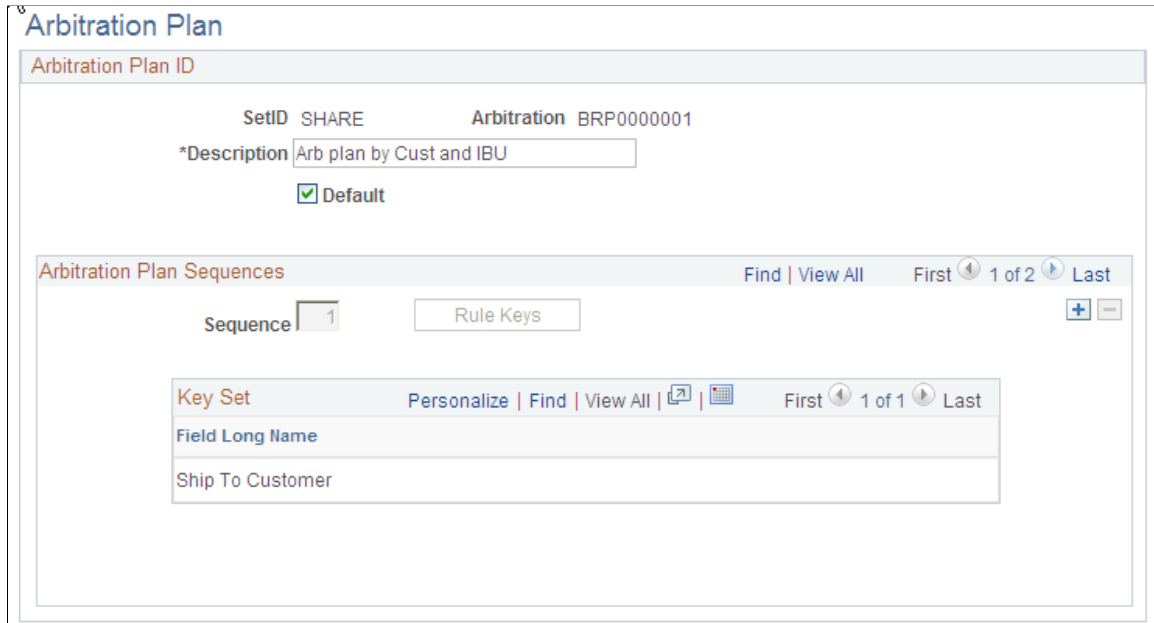 Arbitration Plan
Arbitration Plan ID
SetID SHARE Arbitration BRP0000001
*Description Arb plan by Cust and IBU
Default
Arbitration Plan Sequences Find | View All First 1 of 2 Last
Sequence 1 Rule Keys
Key Set Personalize | Find | View All | | First 1 of 1 Last
Field Long Name
Ship To Customer